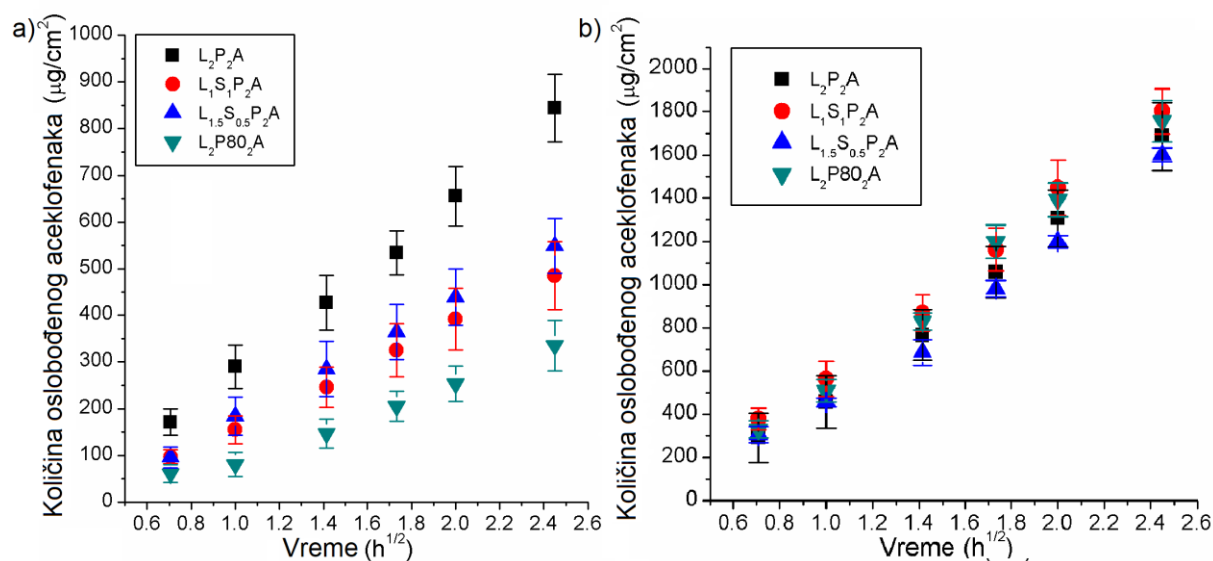 a)
Količina oslobođenog aceklofenaka (µg/cm²)
1000
900
800
700
600
500
400
300
200
100
0
L₂P₂A
L₁S₁P₂A
L₁.₅S₀.₅P₂A
L₂P80₂A
0.6 0.8 1.0 1.2 1.4 1.6 1.8 2.0 2.2 2.4 2.6
Vreme (h^1/2)
b)
Količina oslobođenog aceklofenaka (µg/cm²)
2000
1800
1600
1400
1200
1000
800
600
400
200
0
L₂P₂A
L₁S₁P₂A
L₁.₅S₀.₅P₂A
L₂P80₂A
0.6 0.8 1.0 1.2 1.4 1.6 1.8 2.0 2.2 2.4 2.6
Vreme (h^1/2)